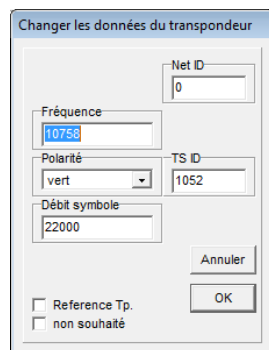 Changer les données du transpondeur
Net ID
0
Fréquence
10758
Polarité
vert
TS ID
1052
Débit symbole
22000
Annuler
Reference Tp.
OK
non souhaité